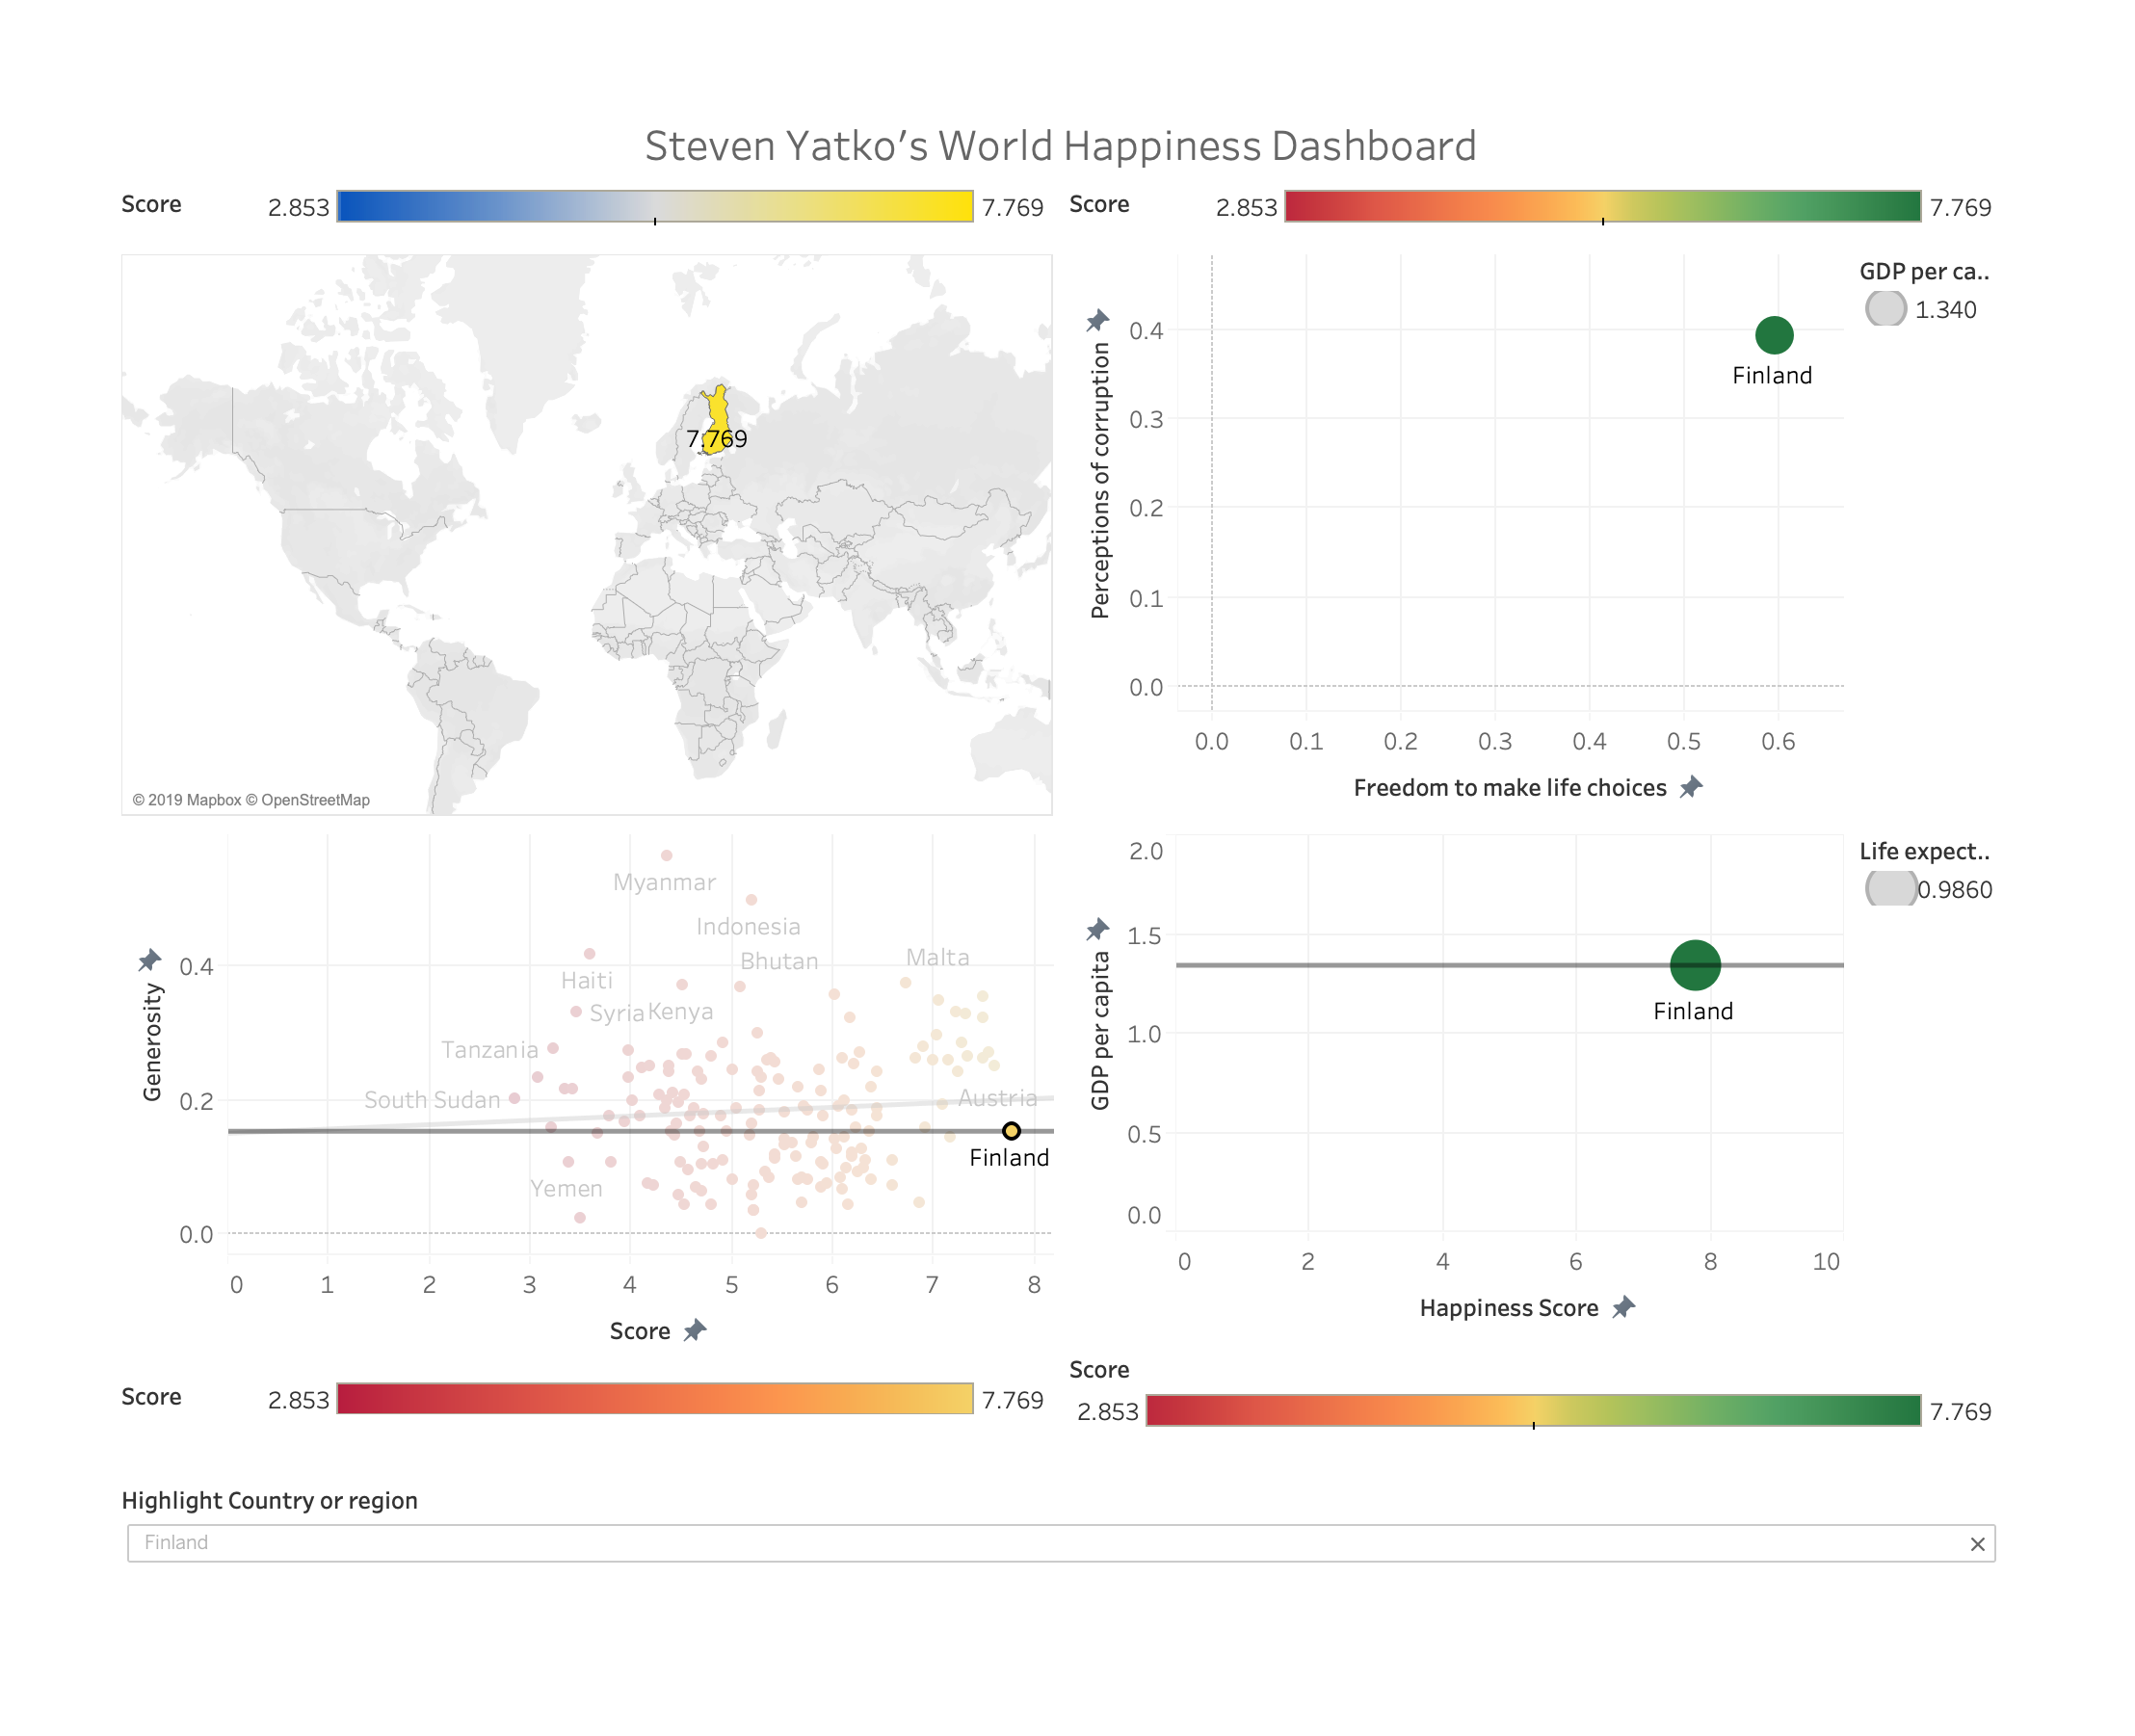 Steven Yatko’s World Happiness Dashboard
Score 2.853 7.769
Score 2.853 7.769
7.769
© 2019 Mapbox © OpenStreetMap
GDP per ca..
1.340
Perceptions of corruption
0.4
0.3
0.2
0.1
0.0
Finland
0.0 0.1 0.2 0.3 0.4 0.5 0.6
Freedom to make life choices
Generosity
0.4
0.2
0.0
Myanmar
Indonesia
Haiti
Bhutan
Malta
Syria
Kenya
Tanzania
South Sudan
Austria
Finland
Yemen
0 1 2 3 4 5 6 7 8
Score
Life expect..
0.9860
GDP per capita
2.0
1.5
1.0
0.5
0.0
Finland
0 2 4 6 8 10
Happiness Score
Score 2.853 7.769
Score
2.853 7.769
Highlight Country or region
Finland